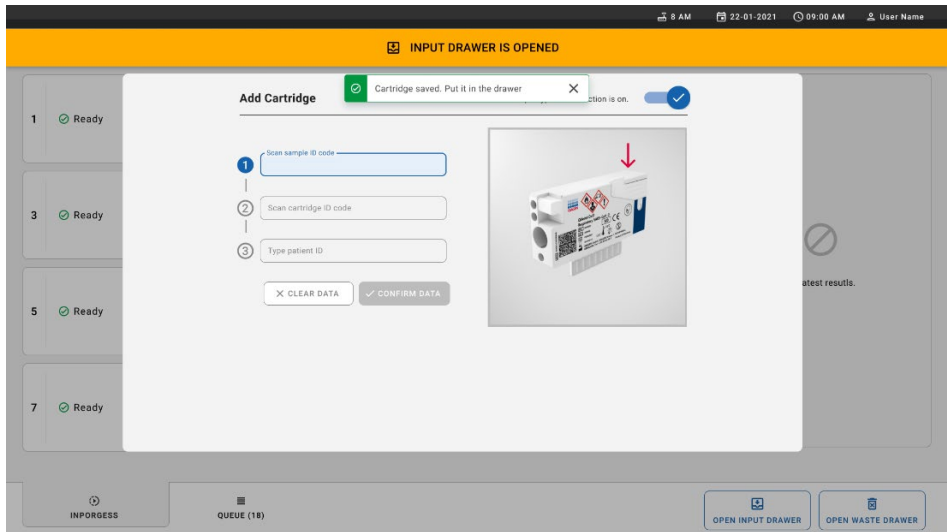 8 AM 22-01-2021 09:00 AM User Name
INPUT DRAWER IS OPENED
Cartridge saved. Put it in the drawer
Add Cartridge
ction is on.
1 Ready
3 Ready
5 Ready
7 Ready
1 Scan sample ID code
2 Scan cartridge ID code
3 Type patient ID
CLEAR DATA CONFIRM DATA
atest resutls.
INPORGESS
QUEUE (18)
OPEN INPUT DRAWER
OPEN WASTE DRAWER